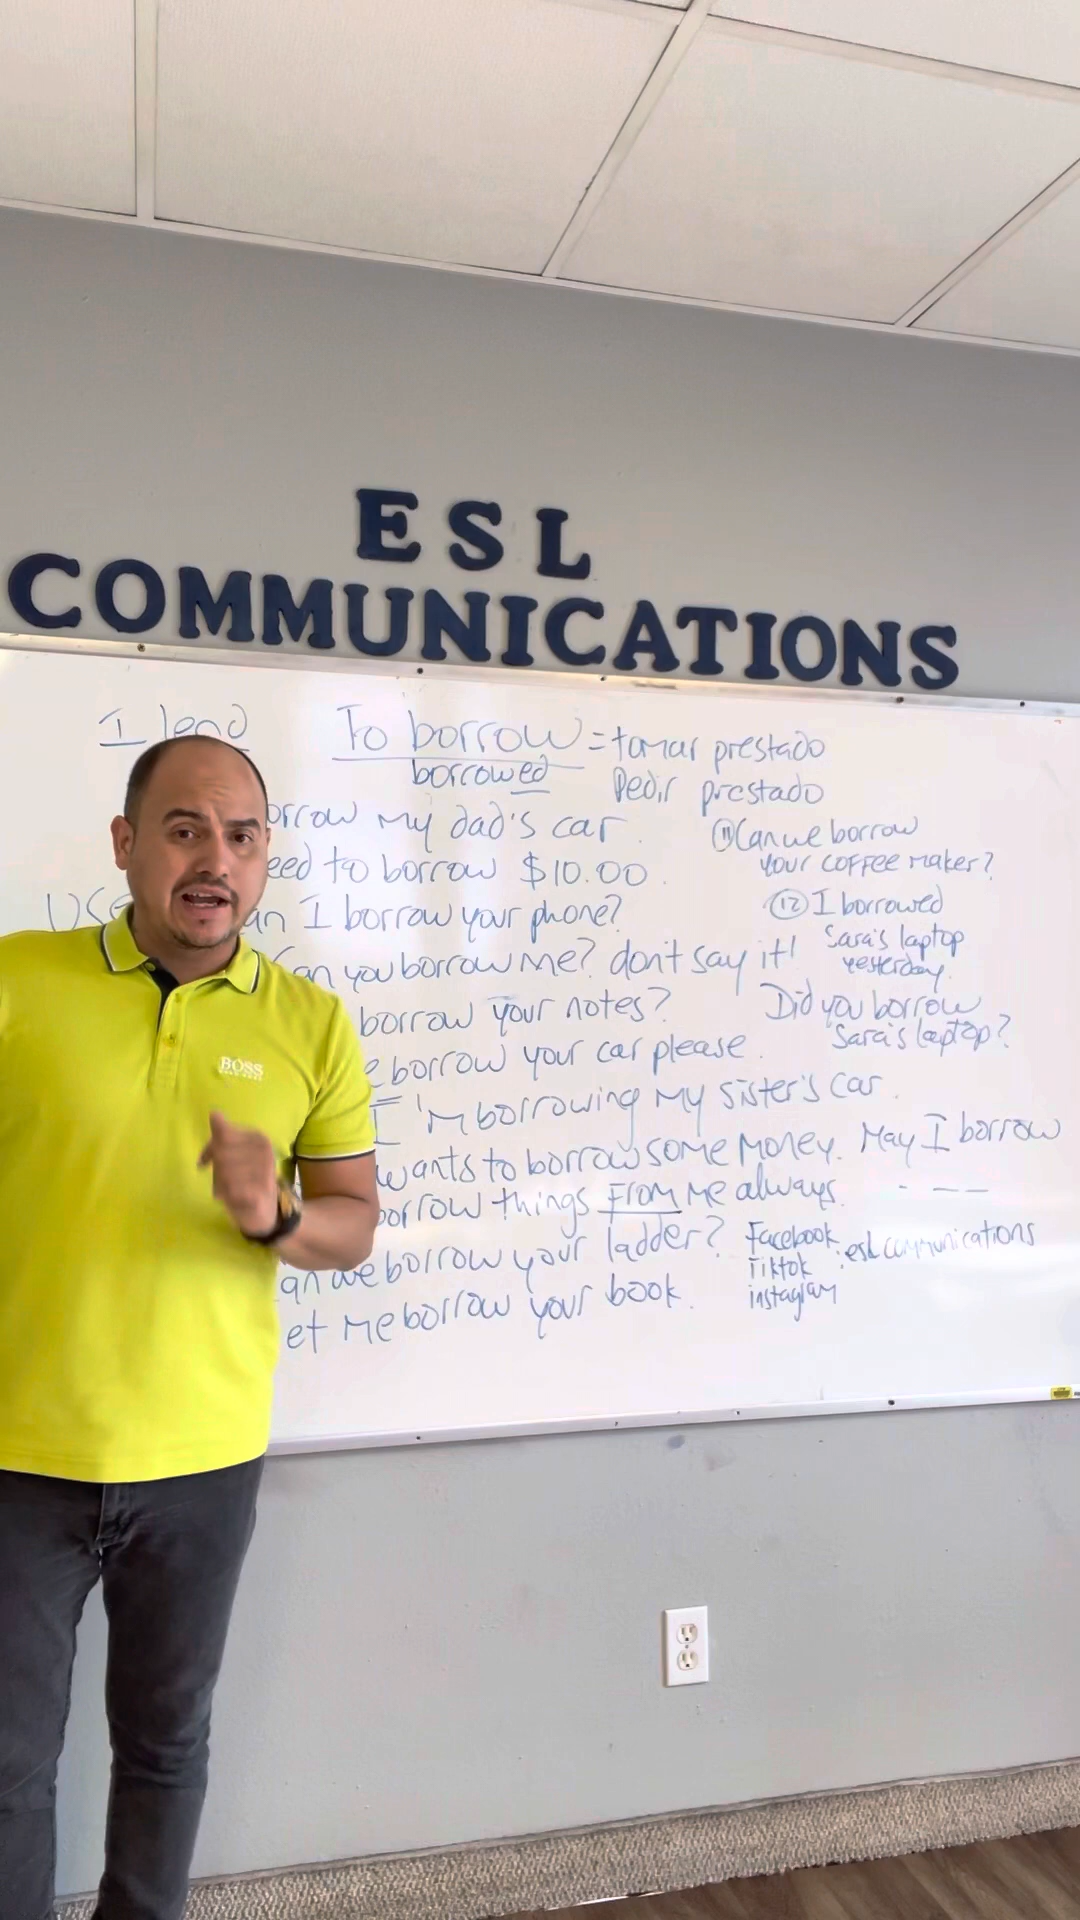 ESL
COMMUNICATIONS
I lend
To borrow = tomar prestado
borrowed Pedir prestado
orrow my dad's car.
eed to borrow $10.00.
Use an I borrow your phone?
an you borrow me? don't say it!
borrow your notes?
e borrow your car please.
I'm borrowing my sister's car.
wants to borrow some money.
orrow things from me always.
an we borrow your ladder?
et me borrow your book.
11 Can we borrow
your coffee maker?
12 I borrowed
Sara's laptop
yesterday.
Did you borrow
Sara's laptop?
May I borrow
Facebook
Tiktok : esl communications
instagram
BOSS